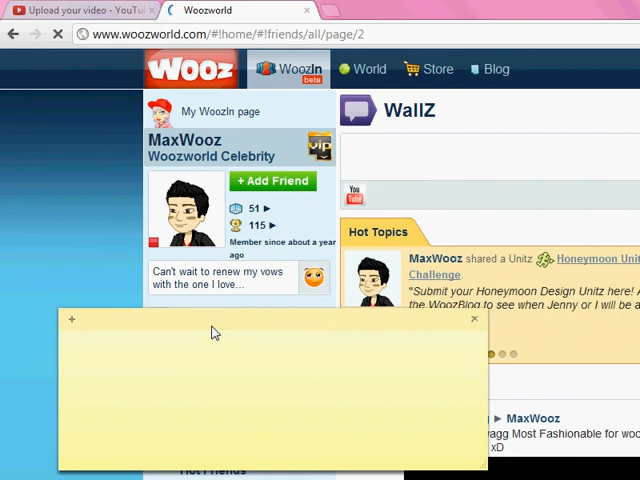 Upload your video - YouTu
Woozworld
www.woozworld.com/#!home/#!friends/all/page/2
WOOZ
WoozIn
beta
World
Store
Blog
My WoozIn page
WallZ
MaxWooz
Woozworld Celebrity
vip
+ Add Friend
51
115
Member since about a year
ago
You
Tube
Can't wait to renew my vows
with the one I love...
Hot Topics
MaxWooz shared a Unitz Honeymoon Unit
Challenge.
"Submit your Honeymoon Design Unitz here! A
the WoozBlog to see when Jenny or I will be a
MaxWooz
wagg Most Fashionable for woo
xD